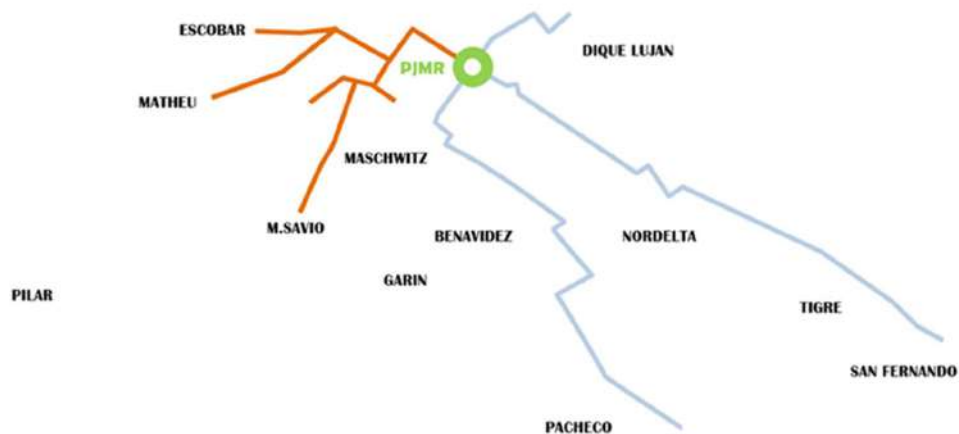 ESCOBAR
DIQUE LUJAN
PJMR
MATHEU
MASCHWITZ
M.SAVIO
BENAVIDEZ
NORDELTA
GARIN
PILAR
TIGRE
SAN FERNANDO
PACHECO